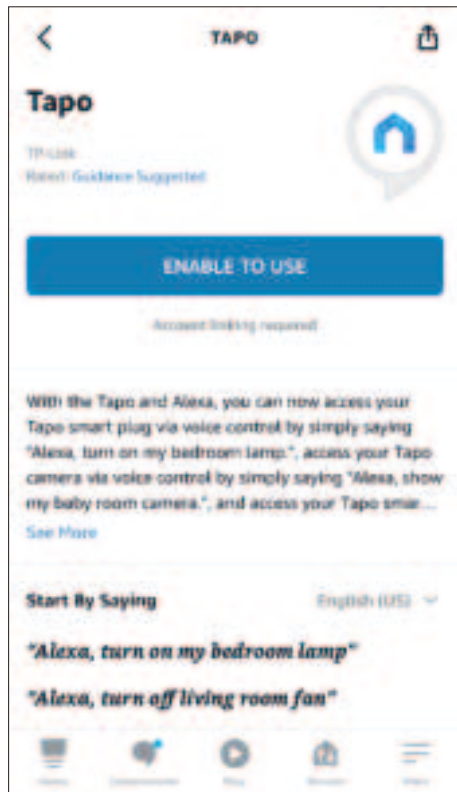 TAPO
Tapo
TP-Link
Rated: Guidance Suggested
ENABLE TO USE
Account linking required
With the Tapo and Alexa, you can now access your
Tapo smart plug via voice control by simply saying
"Alexa, turn on my bedroom lamp.", access your Tapo
camera via voice control by simply saying "Alexa, show
my baby room camera.", and access your Tapo smar...
See More
Start By Saying
English (US)
"Alexa, turn on my bedroom lamp"
"Alexa, turn off living room fan"